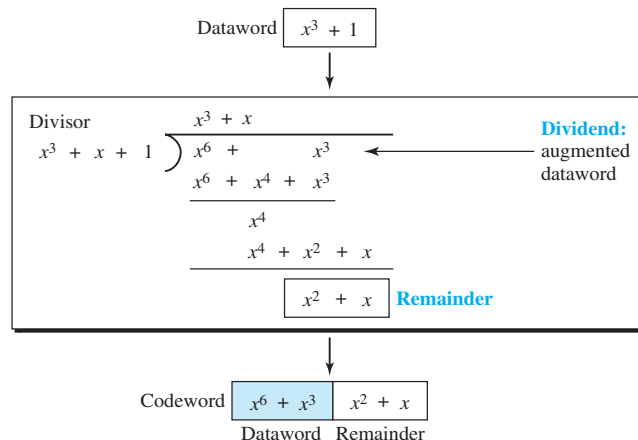 Dataword x³ + 1
Divisor
x³ + x
Dividend:
augmented
dataword
x³ + x + 1
x⁶ + x³
x⁶ + x⁴ + x³
x⁴
x⁴ + x² + x
x² + x Remainder
Codeword x⁶ + x³ x² + x
Dataword Remainder